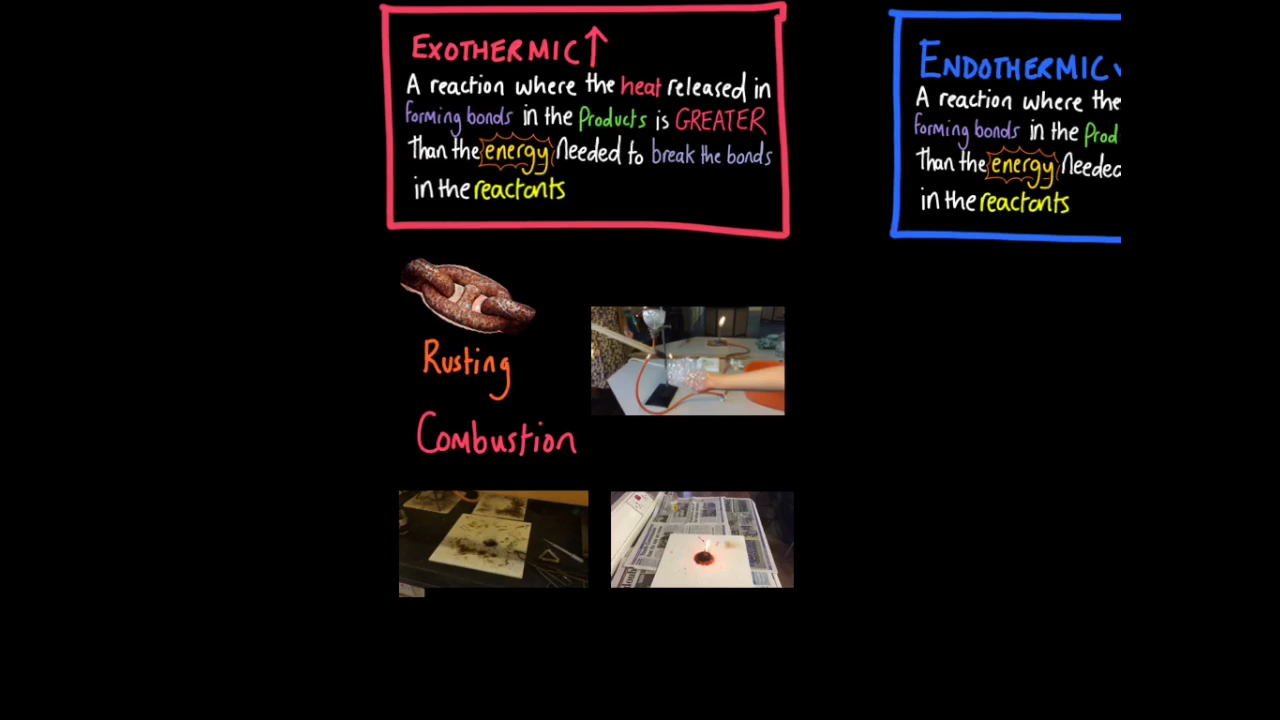 EXOTHERMIC ↑
A reaction where the heat released in
forming bonds in the Products is GREATER
than the energy Needed to break the bonds
in the reactants
ENDOTHERMIC
A reaction where the
forming bonds in the Prod
than the energy Needed
in the reactants
Rusting
Combustion